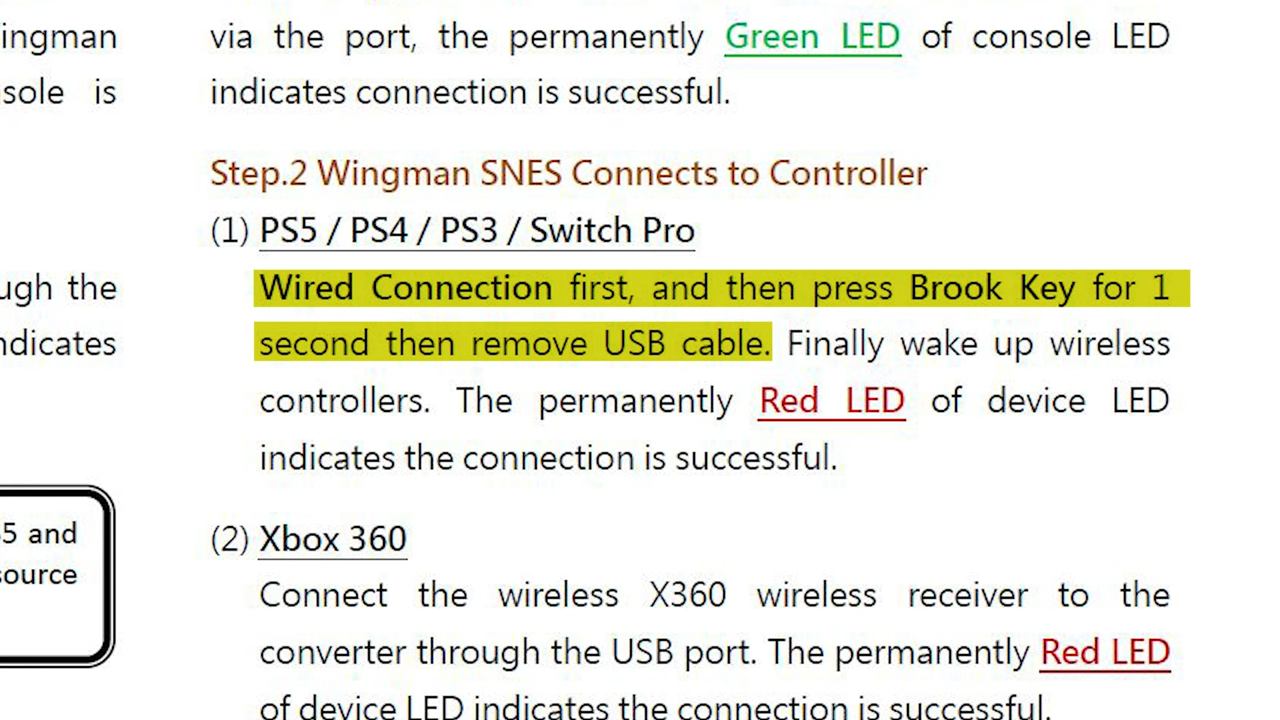 ingman
sole is
ugh the
ndicates
5 and
source
via the port, the permanently Green LED of console LED
indicates connection is successful.
Step.2 Wingman SNES Connects to Controller
(1) PS5 / PS4 / PS3 / Switch Pro
Wired Connection first, and then press Brook Key for 1
second then remove USB cable. Finally wake up wireless
controllers. The permanently Red LED of device LED
indicates the connection is successful.
(2) Xbox 360
Connect the wireless X360 wireless receiver to the
converter through the USB port. The permanently Red LED
of device LED indicates the connection is successful.